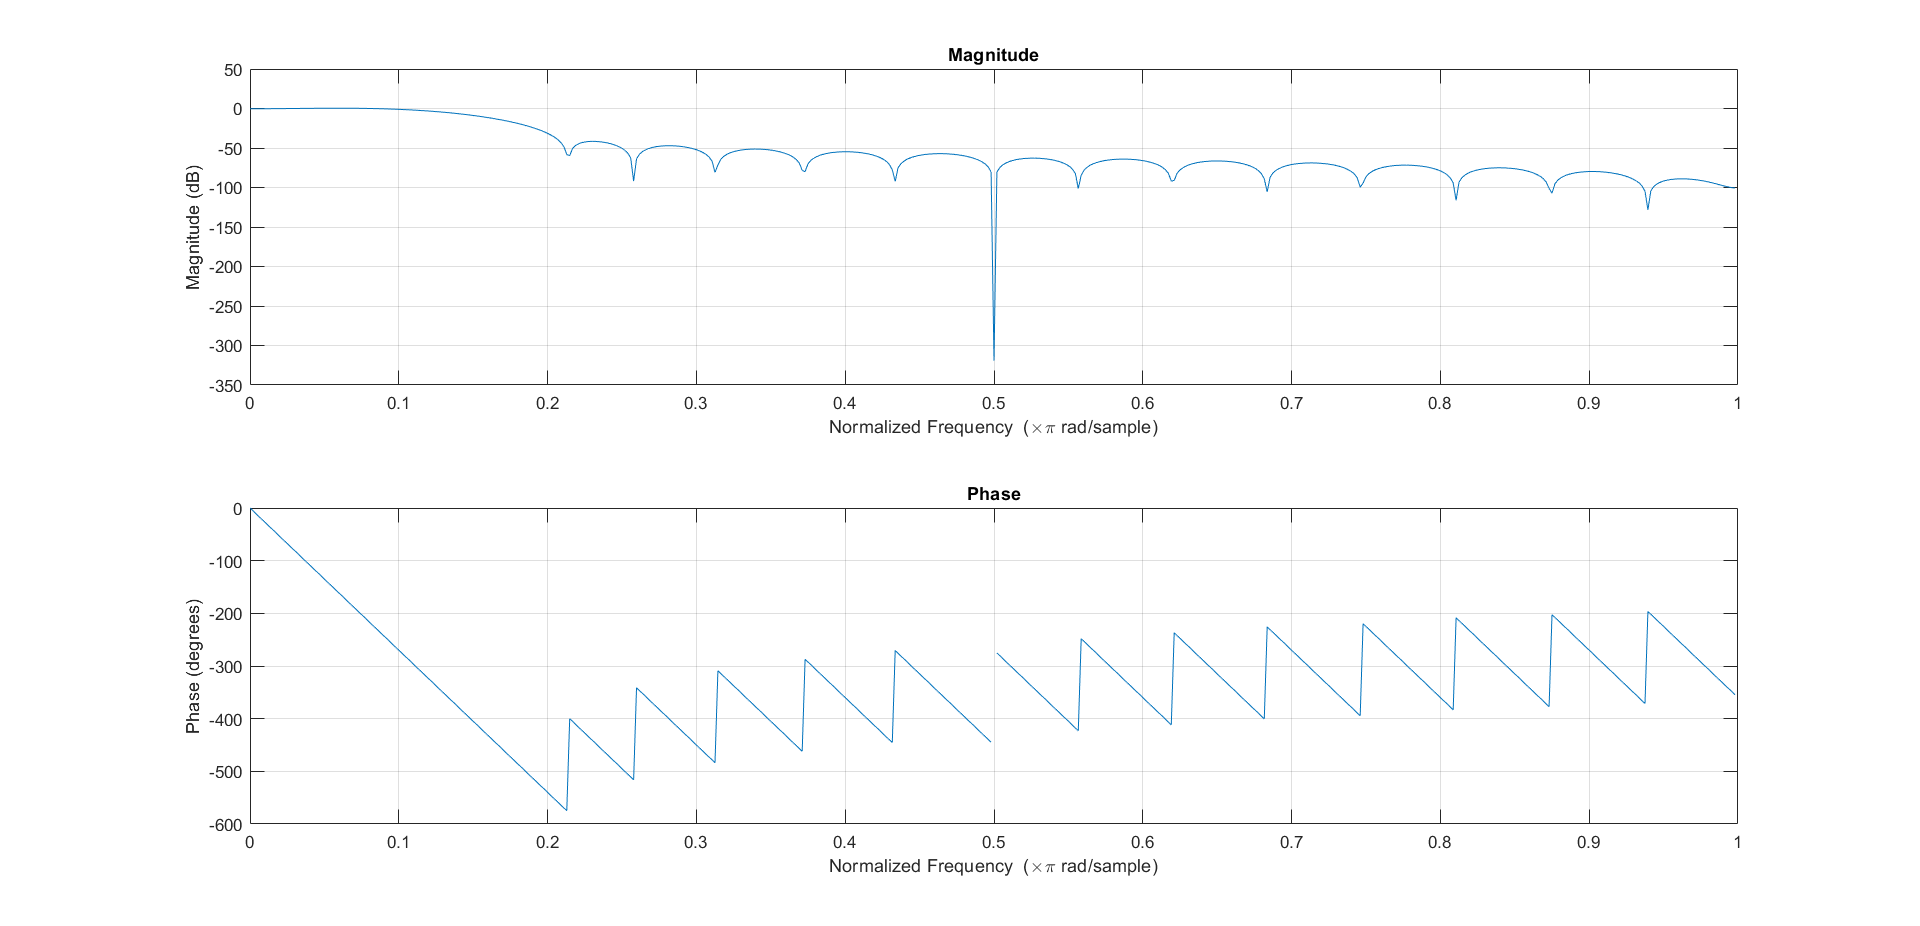 Magnitude
50
0
-50
-100
-150
-200
-250
-300
-350
Magnitude (dB)
0 0.1 0.2 0.3 0.4 0.5 0.6 0.7 0.8 0.9 1
Normalized Frequency (×π rad/sample)
Phase
0
-100
-200
-300
-400
-500
-600
Phase (degrees)
0 0.1 0.2 0.3 0.4 0.5 0.6 0.7 0.8 0.9 1
Normalized Frequency (×π rad/sample)